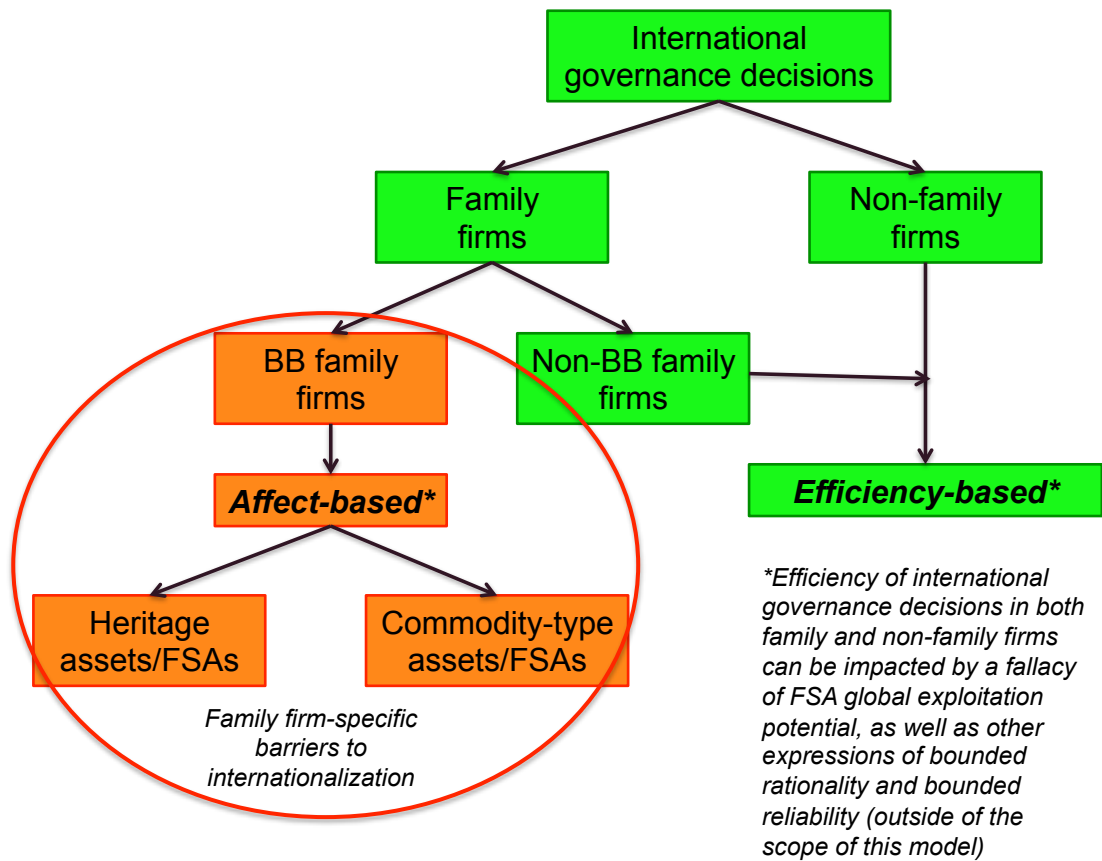 International
governance decisions
Family
firms
Non-family
firms
BB family
firms
Non-BB family
firms
Affect-based*
Efficiency-based*
Heritage
assets/FSAs
Commodity-type
assets/FSAs
Family firm-specific
barriers to
internationalization
*Efficiency of international
governance decisions in both
family and non-family firms
can be impacted by a fallacy
of FSA global exploitation
potential, as well as other
expressions of bounded
rationality and bounded
reliability (outside of the
scope of this model)